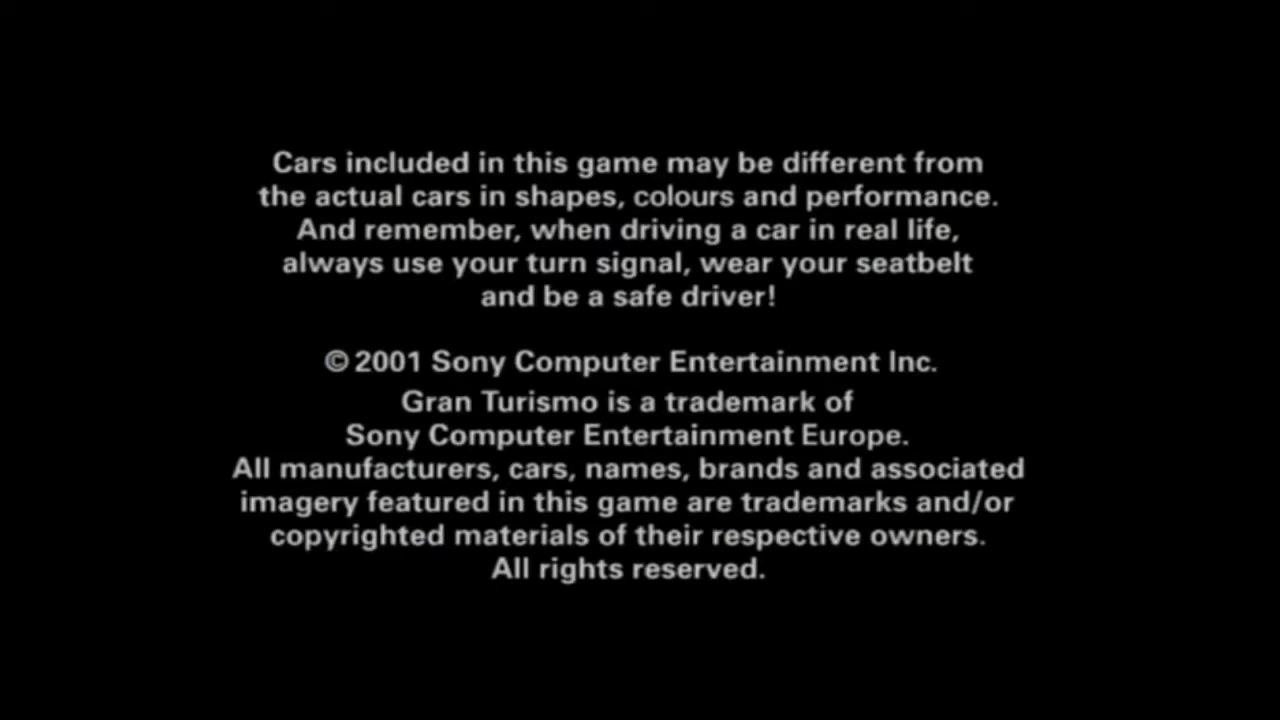 Cars included in this game may be different from
the actual cars in shapes, colours and performance.
And remember, when driving a car in real life,
always use your turn signal, wear your seatbelt
and be a safe driver!
© 2001 Sony Computer Entertainment Inc.
Gran Turismo is a trademark of
Sony Computer Entertainment Europe.
All manufacturers, cars, names, brands and associated
imagery featured in this game are trademarks and/or
copyrighted materials of their respective owners.
All rights reserved.